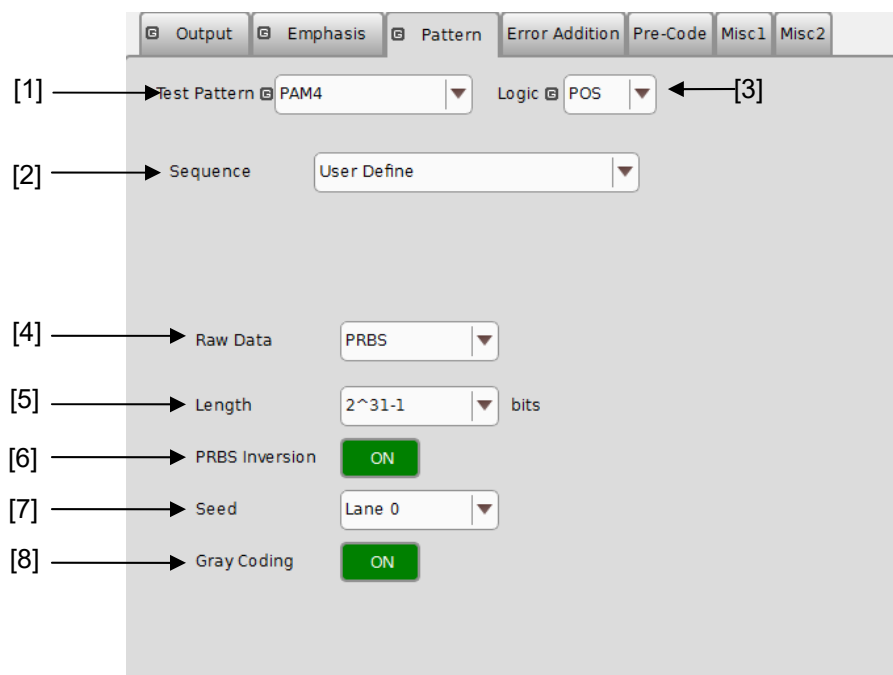 Output Emphasis Pattern Error Addition Pre-Code Misc1 Misc2
[1] Test Pattern G PAM4 Logic G POS [3]
[2] Sequence User Define
[4] Raw Data PRBS
[5] Length 2^31-1 bits
[6] PRBS Inversion ON
[7] Seed Lane 0
[8] Gray Coding ON